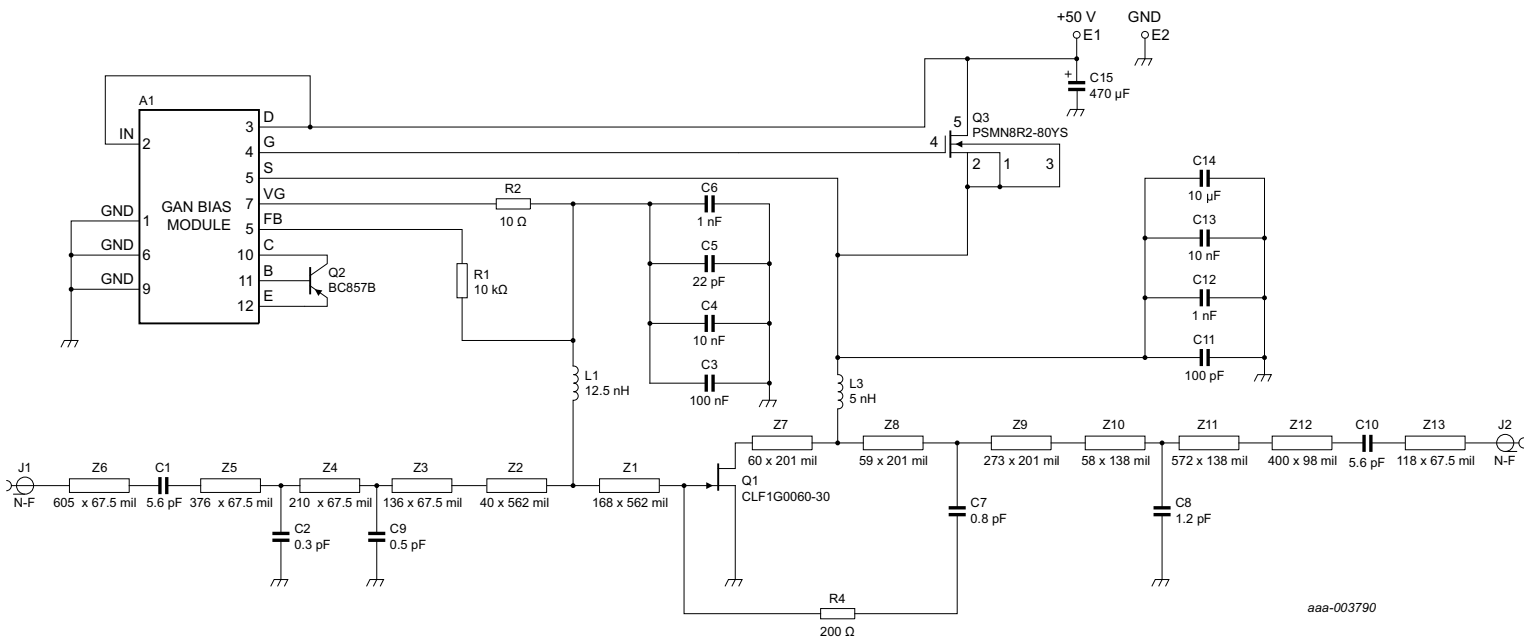 +50 V
GND
E1
E2
+
C15
470 µF
A1
D
3
IN
2
G
4
S
5
VG
7
FB
5
C
10
B
11
E
12
GAN BIAS
MODULE
GND
1
GND
6
GND
9
Q2
BC857B
R2
10 Ω
R1
10 kΩ
C6
1 nF
C5
22 pF
C4
10 nF
C3
100 nF
5
Q3
PSMN8R2-80YS
4
2
1
3
C14
10 µF
C13
10 nF
C12
1 nF
C11
100 pF
L1
12.5 nH
L3
5 nH
Z7
60 x 201 mil
Z8
59 x 201 mil
Z9
273 x 201 mil
Z10
58 x 138 mil
Z11
572 x 138 mil
Z12
400 x 98 mil
C10
5.6 pF
Z13
118 x 67.5 mil
J2
N-F
J1
N-F
Z6
605 x 67.5 mil
C1
5.6 pF
Z5
376 x 67.5 mil
Z4
210 x 67.5 mil
Z3
136 x 67.5 mil
Z2
40 x 562 mil
Z1
168 x 562 mil
Q1
CLF1G0060-30
C2
0.3 pF
C9
0.5 pF
C7
0.8 pF
C8
1.2 pF
R4
200 Ω
aaa-003790